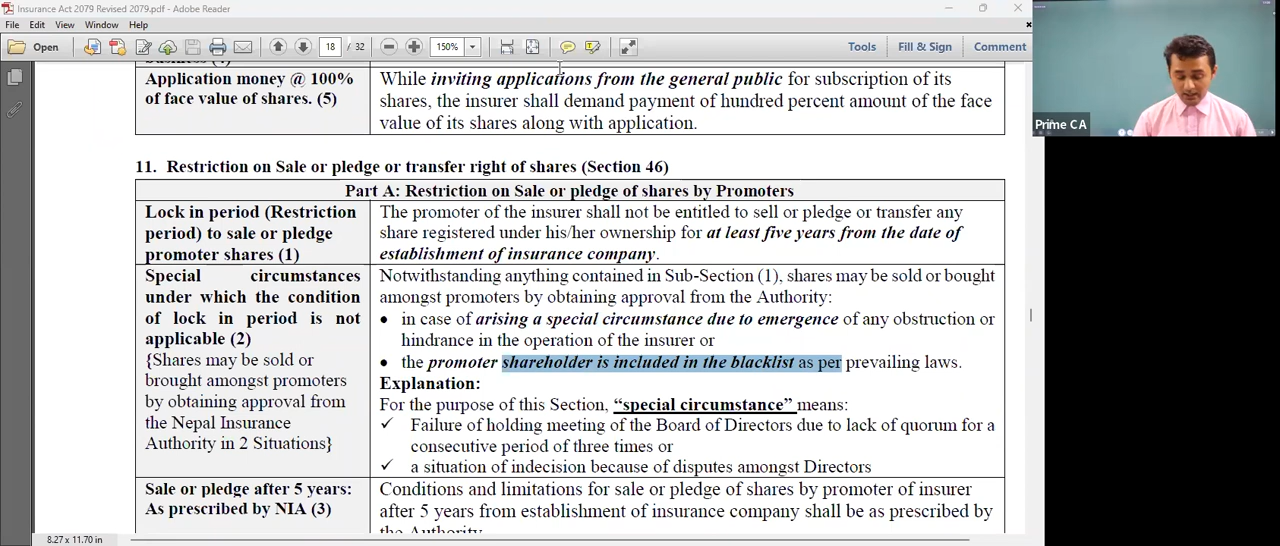 Insurance Act 2079 Revised 2079.pdf - Adobe Reader
File Edit View Window Help
Open 18 / 32 150% Tools Fill & Sign Comment
Application money @ 100% of face value of shares. (5)
While inviting applications from the general public for subscription of its
shares, the insurer shall demand payment of hundred percent amount of the face
value of its shares along with application.
11. Restriction on Sale or pledge or transfer right of shares (Section 46)
Part A: Restriction on Sale or pledge of shares by Promoters
Lock in period (Restriction
period) to sale or pledge
promoter shares (1)
The promoter of the insurer shall not be entitled to sell or pledge or transfer any
share registered under his/her ownership for at least five years from the date of
establishment of insurance company.
Special circumstances
under which the condition
of lock in period is not
applicable (2)
{Shares may be sold or
brought amongst promoters
by obtaining approval from
the Nepal Insurance
Authority in 2 Situations}
Notwithstanding anything contained in Sub-Section (1), shares may be sold or bought
amongst promoters by obtaining approval from the Authority:
• in case of arising a special circumstance due to emergence of any obstruction or
hindrance in the operation of the insurer or
• the promoter shareholder is included in the blacklist as per prevailing laws.
Explanation:
For the purpose of this Section, “special circumstance” means:
✓ Failure of holding meeting of the Board of Directors due to lack of quorum for a
consecutive period of three times or
✓ a situation of indecision because of disputes amongst Directors
Sale or pledge after 5 years:
As prescribed by NIA (3)
Conditions and limitations for sale or pledge of shares by promoter of insurer
after 5 years from establishment of insurance company shall be as prescribed by
the Authority.
8.27 x 11.70 in
Prime CA